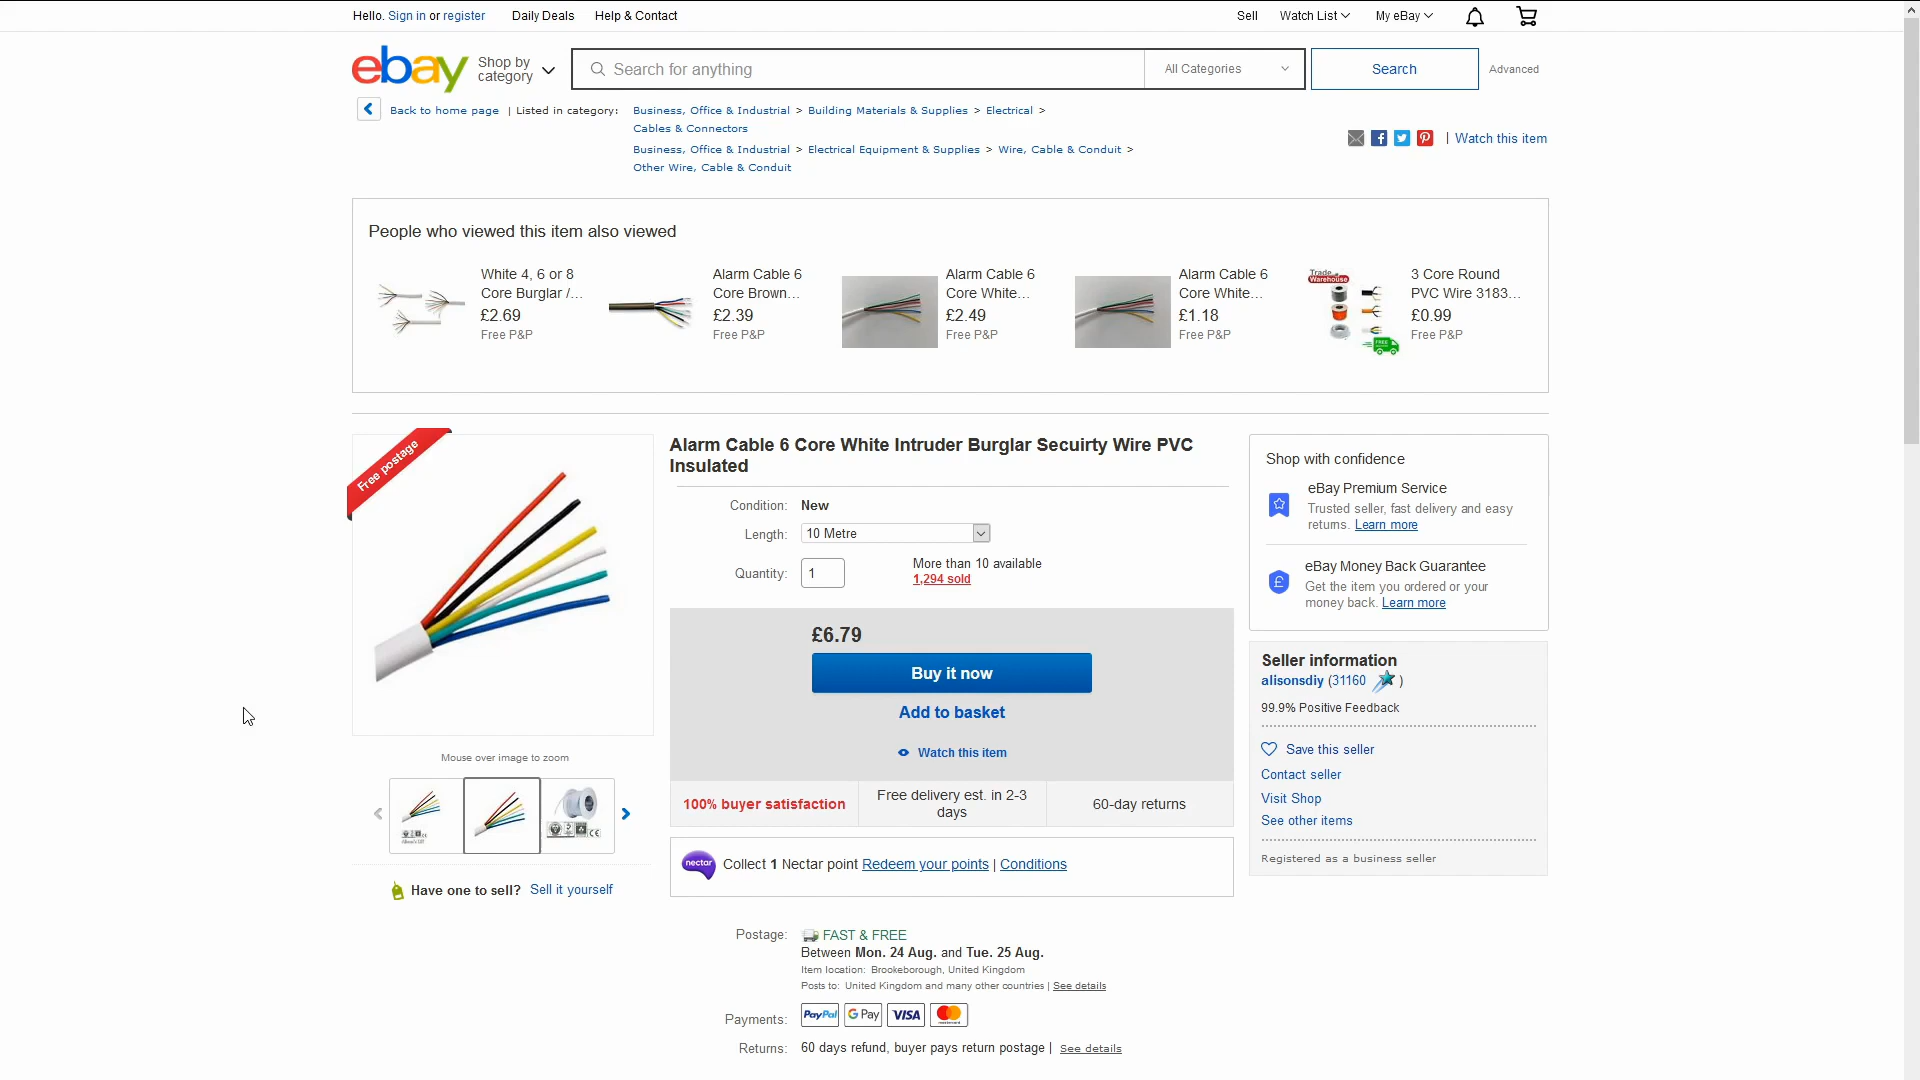 Hello. Sign in or register
Daily Deals
Help & Contact
Sell
Watch List
My eBay
ebay
Shop by
category
Search for anything
All Categories
Search
Advanced
Back to home page | Listed in category:
Business, Office & Industrial > Building Materials & Supplies > Electrical >
Cables & Connectors
Business, Office & Industrial > Electrical Equipment & Supplies > Wire, Cable & Conduit >
Other Wire, Cable & Conduit
| Watch this item
People who viewed this item also viewed
White 4, 6 or 8
Core Burglar /...
£2.69
Free P&P
Alarm Cable 6
Core Brown...
£2.39
Free P&P
Alarm Cable 6
Core White...
£2.49
Free P&P
Alarm Cable 6
Core White...
£1.18
Free P&P
Trade
Warehouse
3 Core Round
PVC Wire 3183...
£0.99
Free P&P
Free postage
Alarm Cable 6 Core White Intruder Burglar Secuirty Wire PVC
Insulated
Condition: New
Length: 10 Metre
Quantity: 1
More than 10 available
1,294 sold
£6.79
Buy it now
Add to basket
Watch this item
100% buyer satisfaction
Free delivery est. in 2-3
days
60-day returns
nectar Collect 1 Nectar point Redeem your points | Conditions
Mouse over image to zoom
Have one to sell? Sell it yourself
Postage: FAST & FREE
Between Mon. 24 Aug. and Tue. 25 Aug.
Item location: Brookeborough, United Kingdom
Posts to: United Kingdom and many other countries | See details
Payments: PayPal G Pay VISA mastercard
Returns: 60 days refund, buyer pays return postage | See details
Shop with confidence
eBay Premium Service
Trusted seller, fast delivery and easy
returns. Learn more
eBay Money Back Guarantee
Get the item you ordered or your
money back. Learn more
Seller information
alisonsdiy (31160 )
99.9% Positive Feedback
Save this seller
Contact seller
Visit Shop
See other items
Registered as a business seller